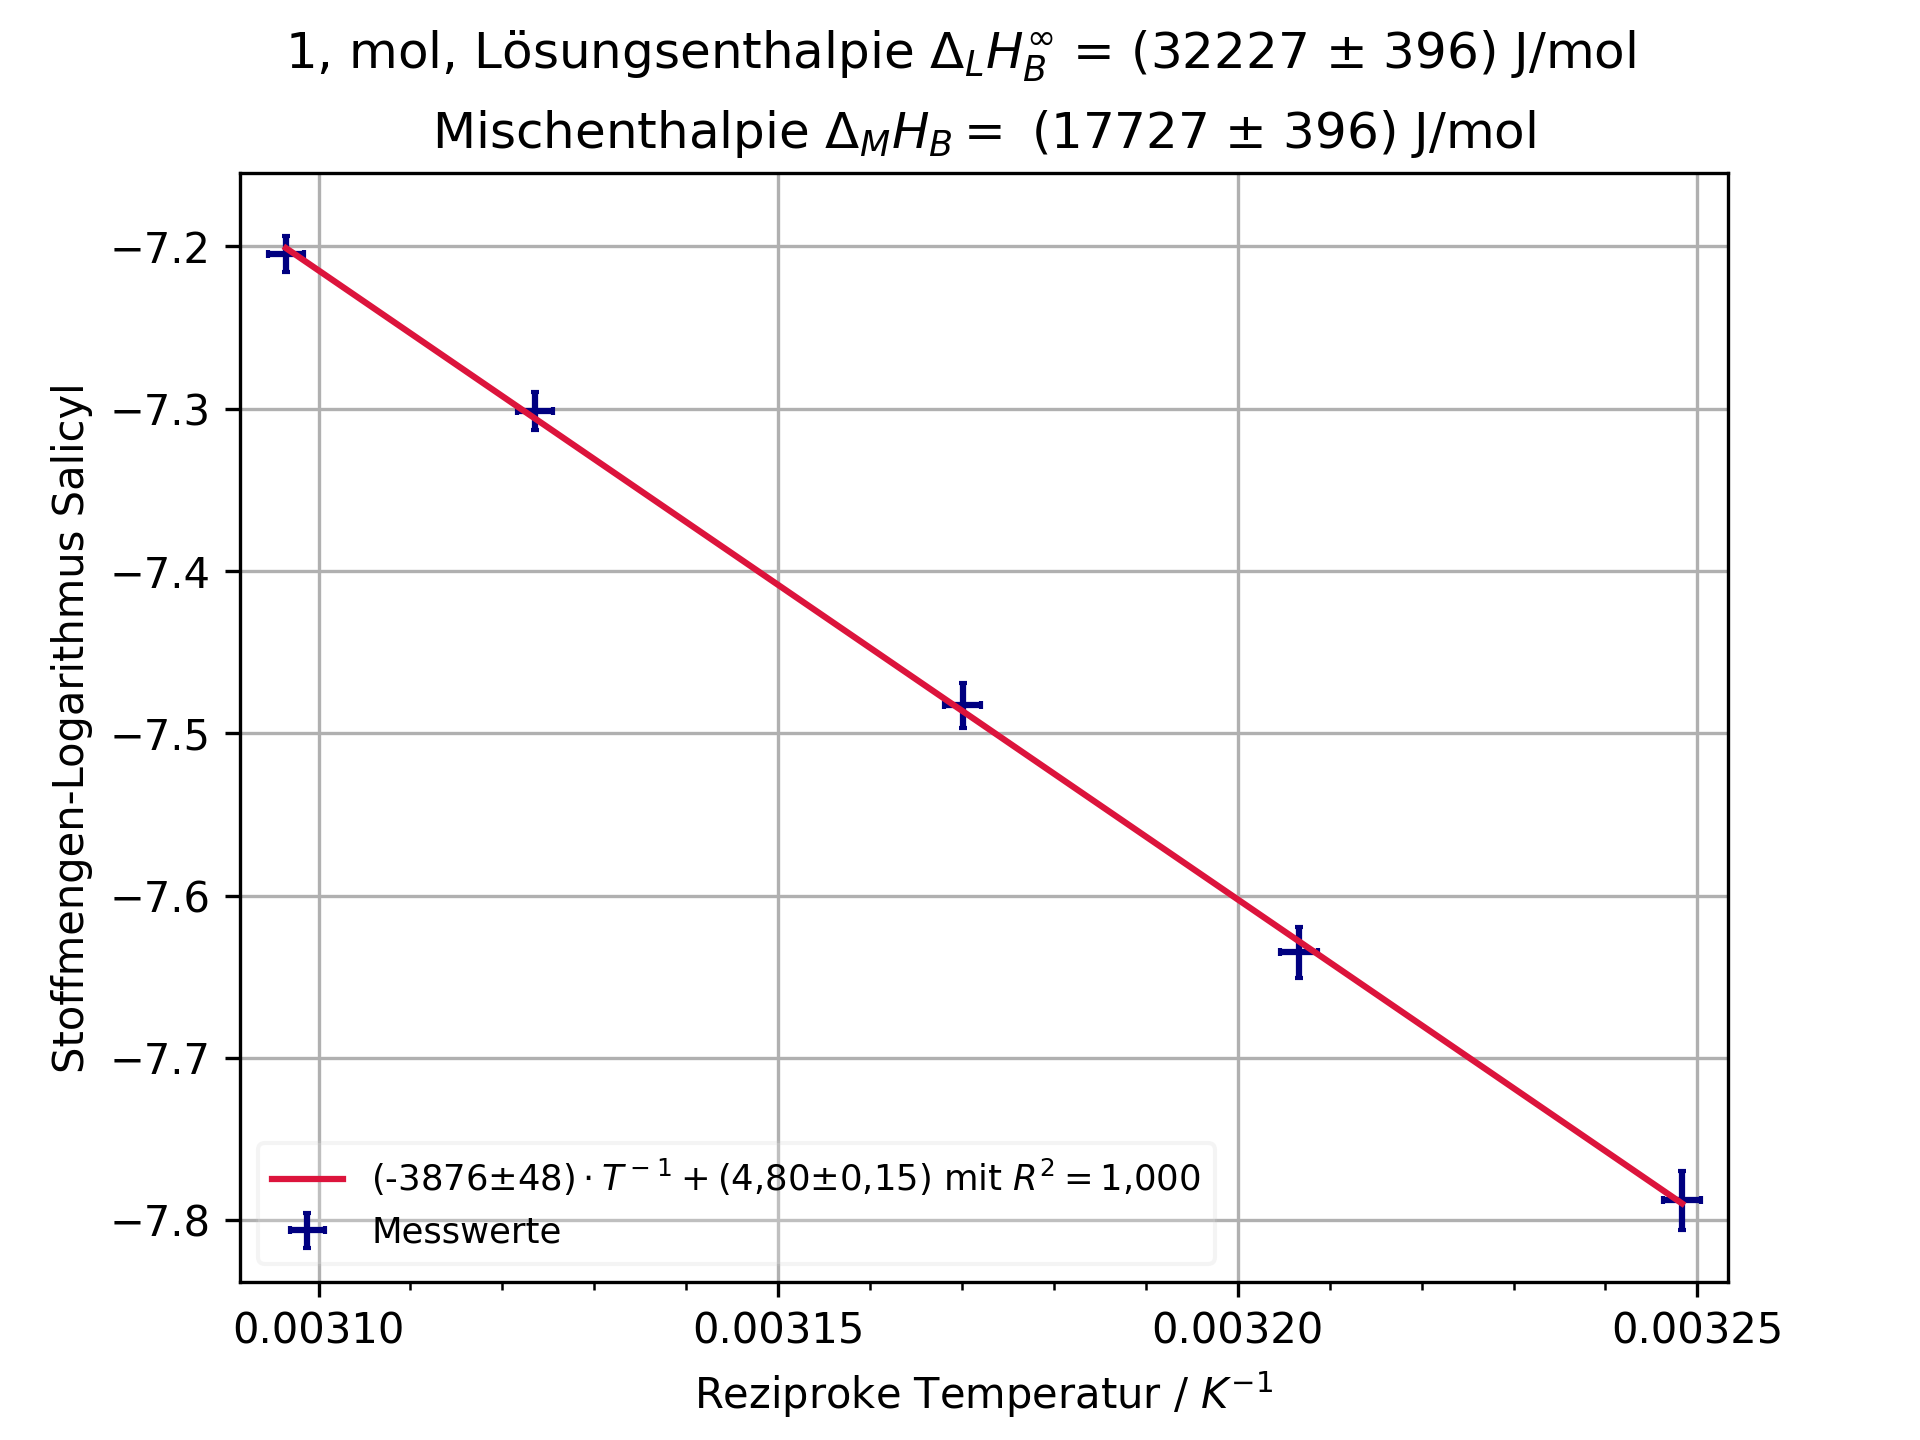 1, mol, Lösungsenthalpie Δ_L H_B^∞ = (32227 ± 396) J/mol
Mischenthalpie Δ_M H_B = (17727 ± 396) J/mol
Stoffmengen-Logarithmus Salicyl
−7.2
−7.3
−7.4
−7.5
−7.6
−7.7
−7.8
(-3876±48) · T⁻¹ + (4,80±0,15) mit R² = 1,000
Messwerte
0.00310 0.00315 0.00320 0.00325
Reziproke Temperatur / K⁻¹